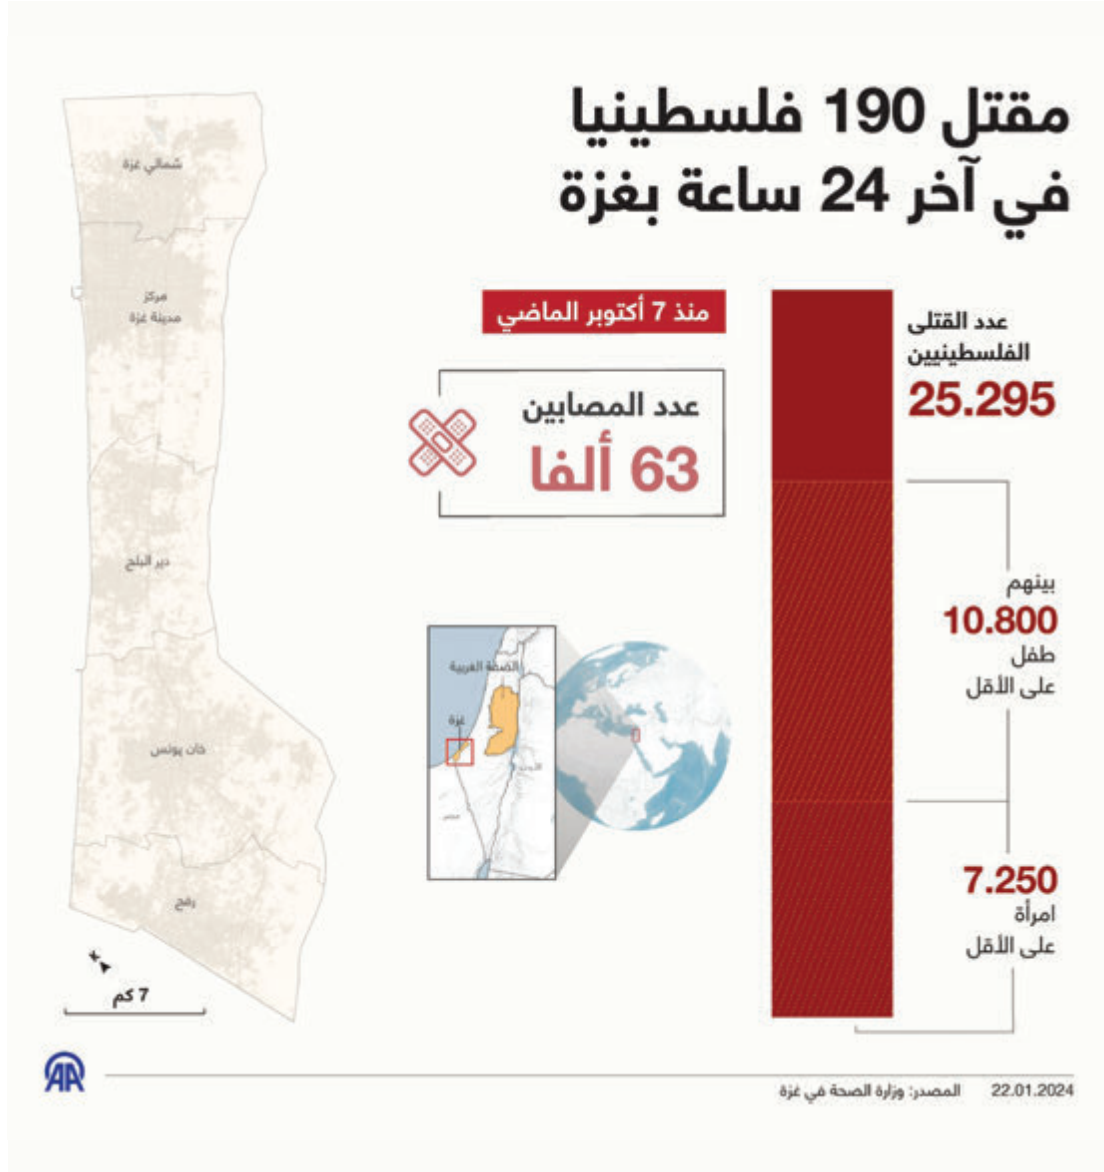 مقتل 190 فلسطينيا
في آخر 24 ساعة بغزة
منذ 7 أكتوبر الماضي
عدد المصابين
63 ألفا
عدد القتلى
الفلسطينيين
25.295
بينهم
10.800
طفل
على الأقل
7.250
امرأة
على الأقل
شمالي غزة
مركز
مدينة غزة
دير البلح
خان يونس
رفح
7 كم
الضفة الغربية
غزة
الأردن
مصر
AA
22.01.2024 المصدر: وزارة الصحة في غزة